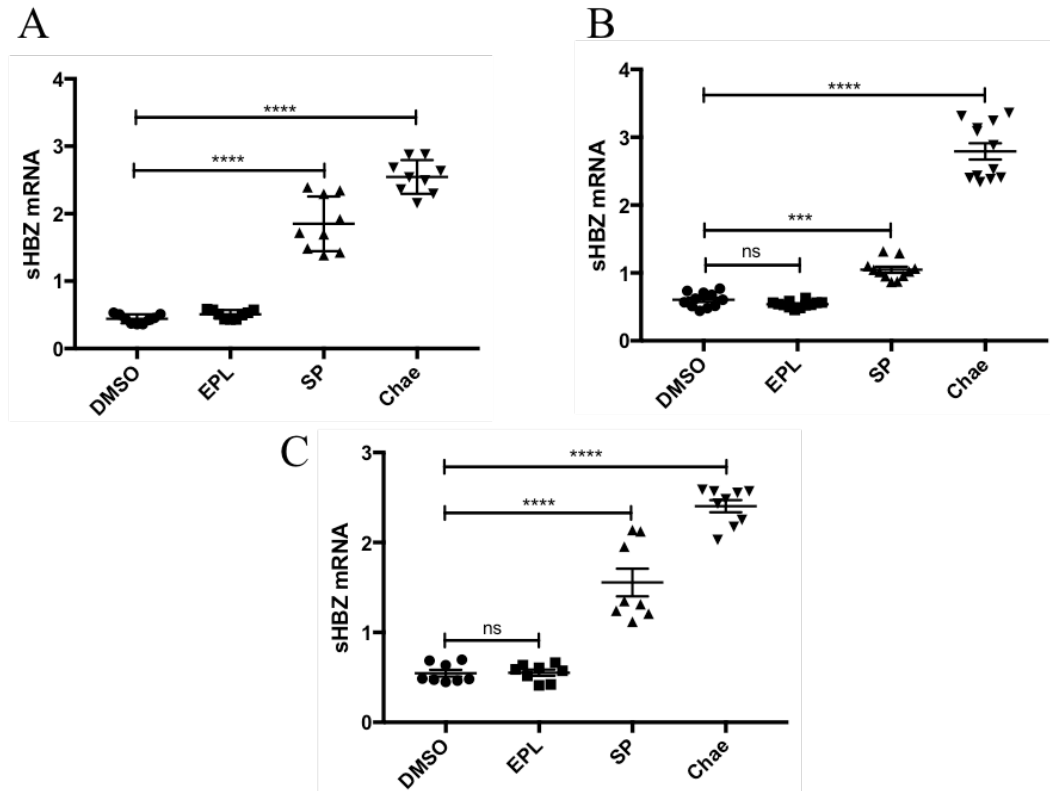 A
4
3
2
1
0
sHBZ mRNA
****
****
DMSO
EPL
SP
Chae
B
4
3
2
1
0
sHBZ mRNA
****
***
ns
DMSO
EPL
SP
Chae
C
3
2
1
0
sHBZ mRNA
****
****
ns
DMSO
EPL
SP
Chae